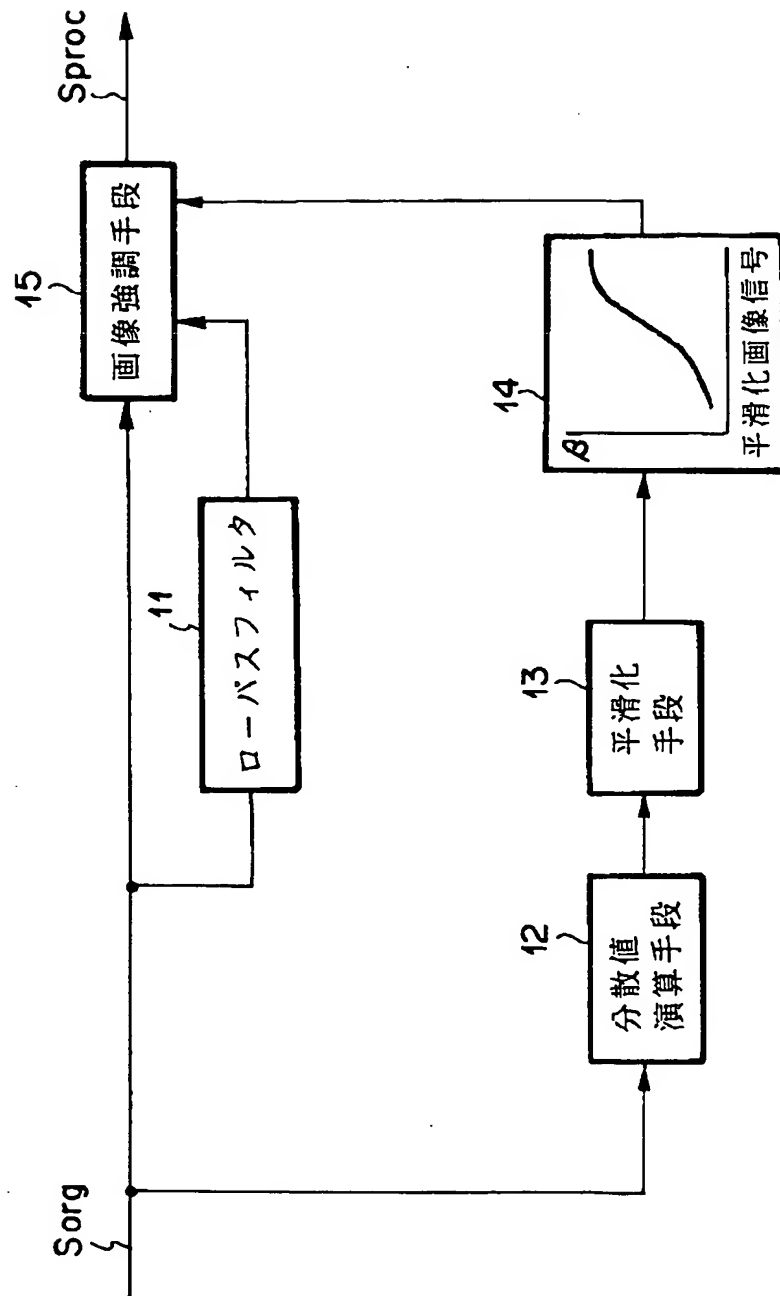 Sorg
Sproc
15
画像強調手段
11
ローパスフィルタ
12
分散値
演算手段
13
平滑化
手段
14
β
平滑化画像信号